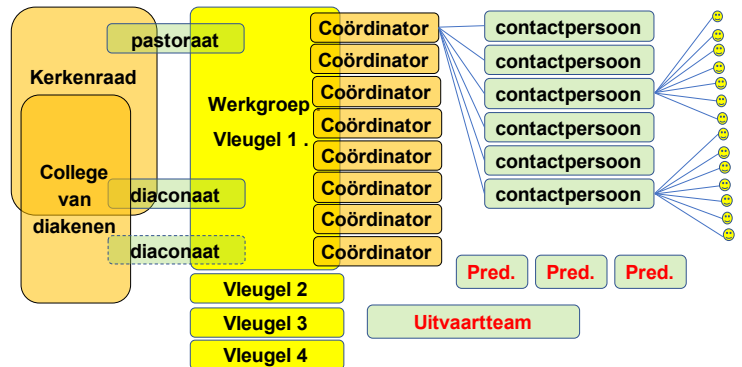 Kerkenraad
College
van
diakenen
pastoraat
diaconaat
diaconaat
Werkgroep .
Vleugel 1 .
Vleugel 2
Vleugel 3
Vleugel 4
Coördinator
Coördinator
Coördinator
Coördinator
Coördinator
Coördinator
Coördinator
Coördinator
contactpersoon
contactpersoon
contactpersoon
contactpersoon
contactpersoon
contactpersoon
Pred. Pred. Pred.
Uitvaartteam